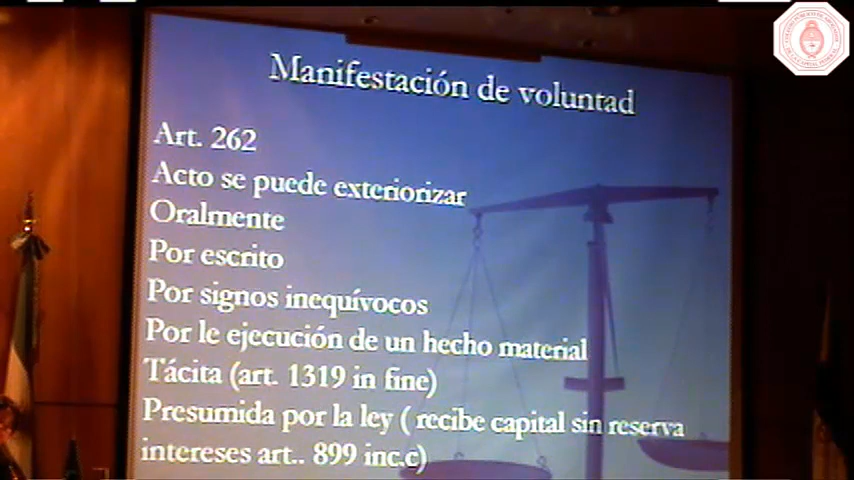 Manifestación de voluntad
Art. 262
Acto se puede exteriorizar
Oralmente
Por escrito
Por signos inequívocos
Por le ejecución de un hecho material
Tácita (art. 1319 in fine)
Presumida por la ley ( recibe capital sin reserva
intereses art.. 899 inc.c)